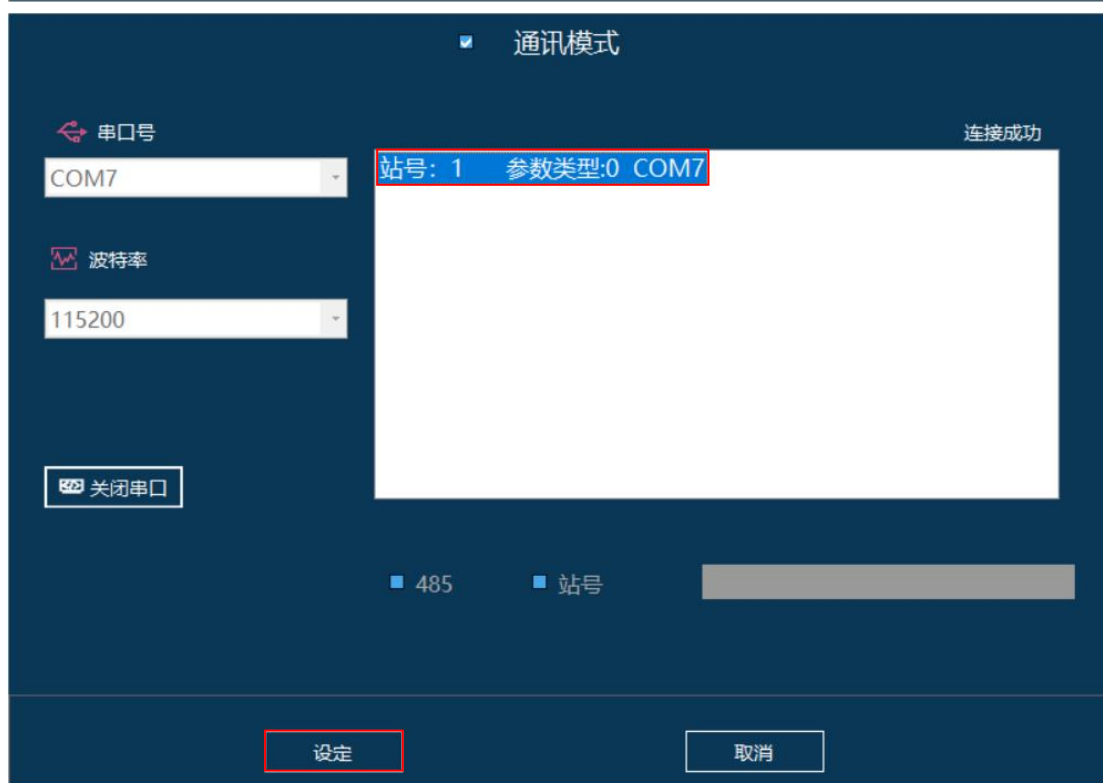 通讯模式
串口号
连接成功
COM7
站号：1 参数类型:0 COM7
波特率
115200
关闭串口
485
站号
设定
取消